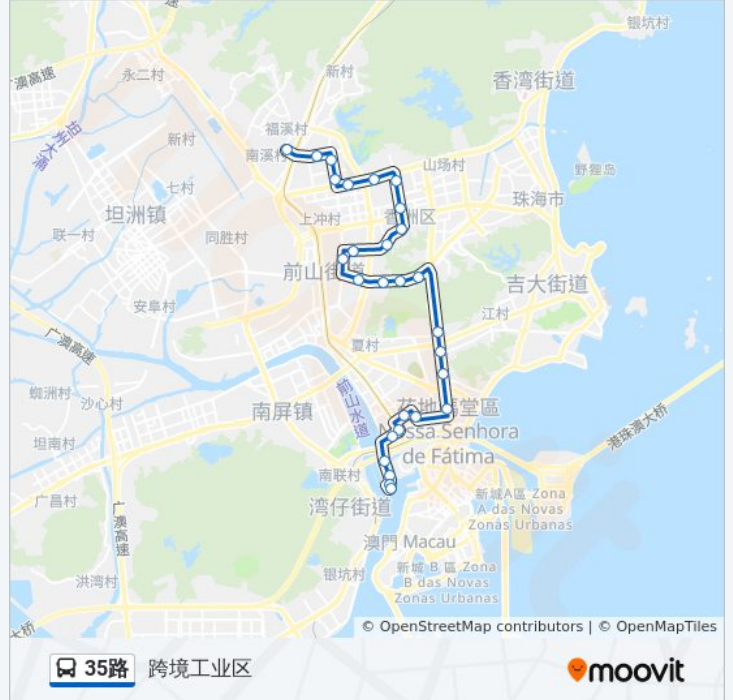 银坑村
广澳高速
永二村
新村
香湾街道
坦洲大涌
福溪村
新村
南溪村
山场村
野狸岛
七村
珠海市
坦洲镇
上冲村
香洲区
联一村
同胜村
前山街道
吉大街道
安阜村
江村
广澳高速
夏村
蜘洲村
沙心村
前山水道
南屏镇
花地瑪堂區
Nossa Senhora
de Fátima
港珠澳大桥
坦南村
南联村
广昌村
湾仔街道
新城A區 Zona
A das Novas
Zonas Urbanas
广澳高速
澳門 Macau
洪湾村
银坑村
新城 B 區 Zona
B das Novas
Zonas Urbanas
大桥
© OpenStreetMap contributors | © OpenMapTiles
35路 跨境工业区
moovit